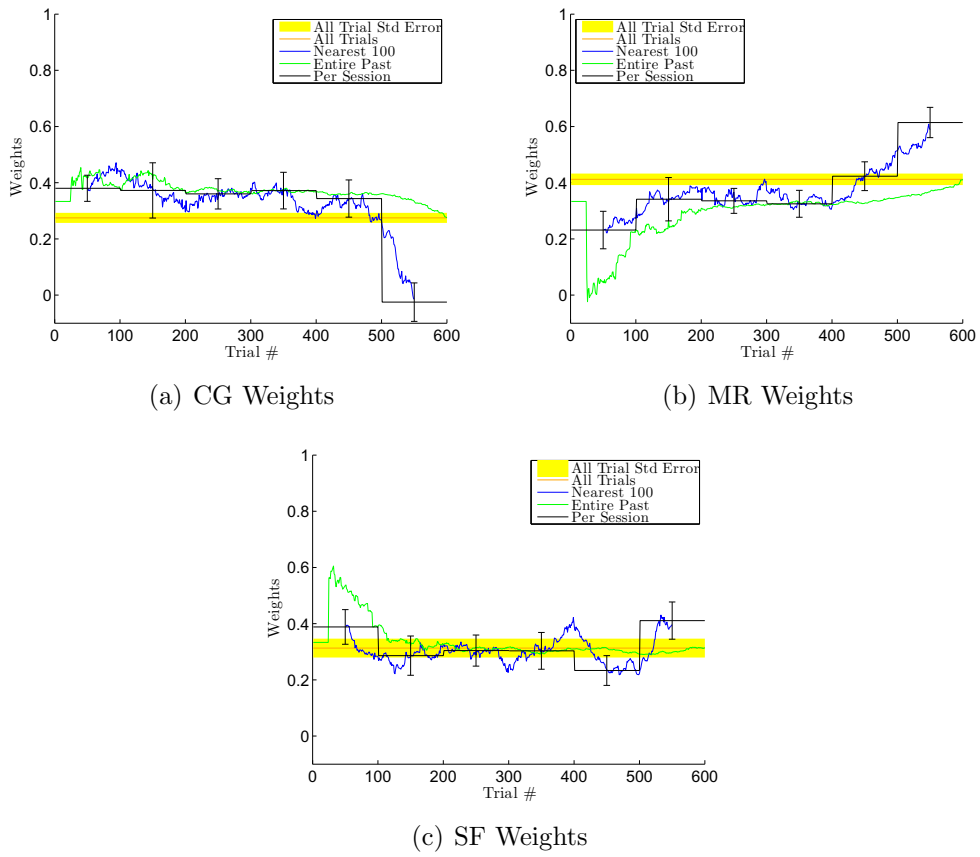 1
0.8
0.6
0.4
0.2
0
Weights
0 100 200 300 400 500 600
Trial #
All Trial Std Error
All Trials
Nearest 100
Entire Past
Per Session
(a) CG Weights
1
0.8
0.6
0.4
0.2
0
Weights
0 100 200 300 400 500 600
Trial #
All Trial Std Error
All Trials
Nearest 100
Entire Past
Per Session
(b) MR Weights
1
0.8
0.6
0.4
0.2
0
Weights
0 100 200 300 400 500 600
Trial #
All Trial Std Error
All Trials
Nearest 100
Entire Past
Per Session
(c) SF Weights